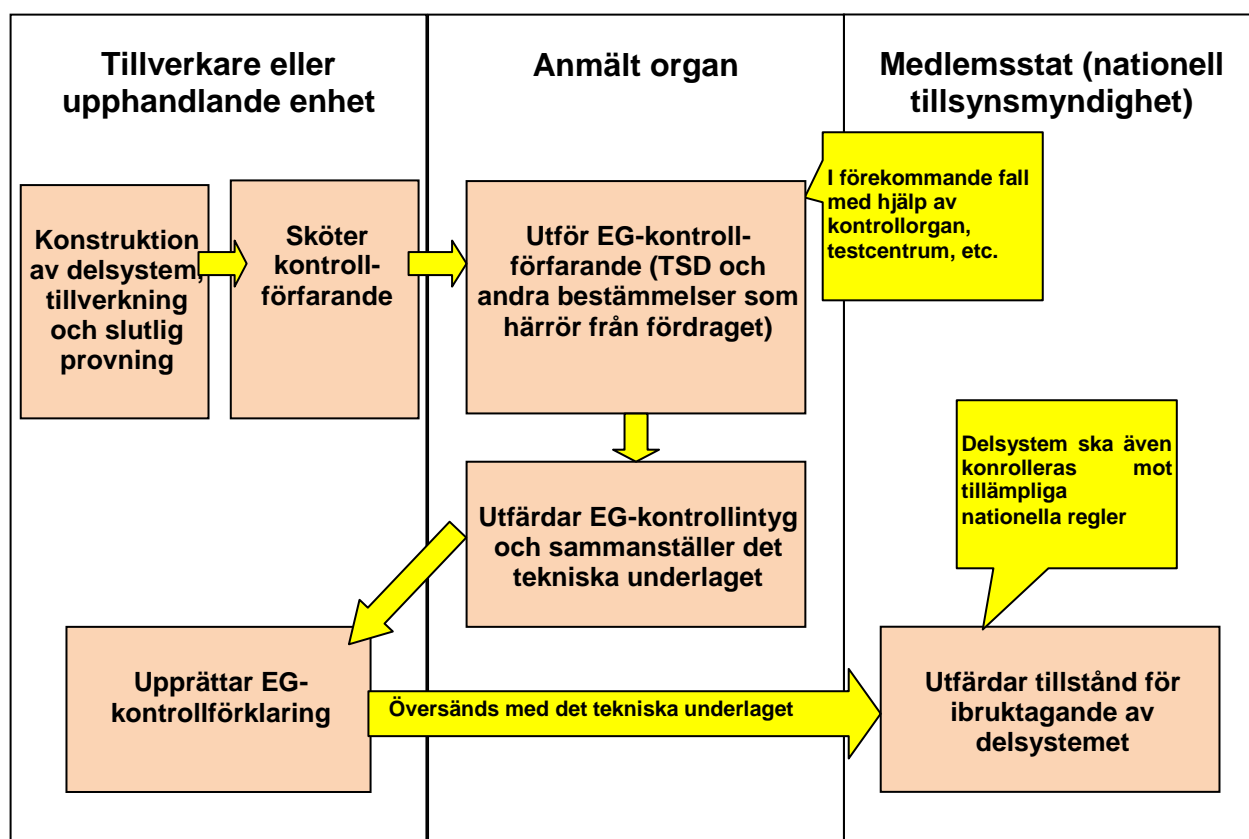 Tillverkare eller
upphandlande enhet
Anmält organ
Medlemsstat (nationell
tillsynsmyndighet)
Konstruktion
av delsystem,
tillverkning
och slutlig
provning
Sköter
kontroll-
förfarande
Utför EG-kontroll-
förfarande (TSD och
andra bestämmelser som
härrör från fördraget)
I förekommande fall
med hjälp av
kontrollorgan,
testcentrum, etc.
Utfärdar EG-kontrollintyg
och sammanställer det
tekniska underlaget
Delsystem ska även
konrolleras mot
tillämpliga
nationella regler
Upprättar EG-
kontrollförklaring
Översänds med det tekniska underlaget
Utfärdar tillstånd för
ibruktagande av
delsystemet